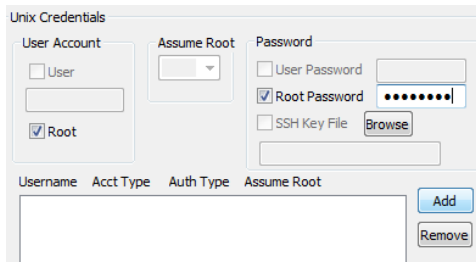 Unix Credentials
User Account
Assume Root
Password
User
User Password
Root Password ●●●●●●●●
Root
SSH Key File Browse
Username Acct Type Auth Type Assume Root
Add
Remove